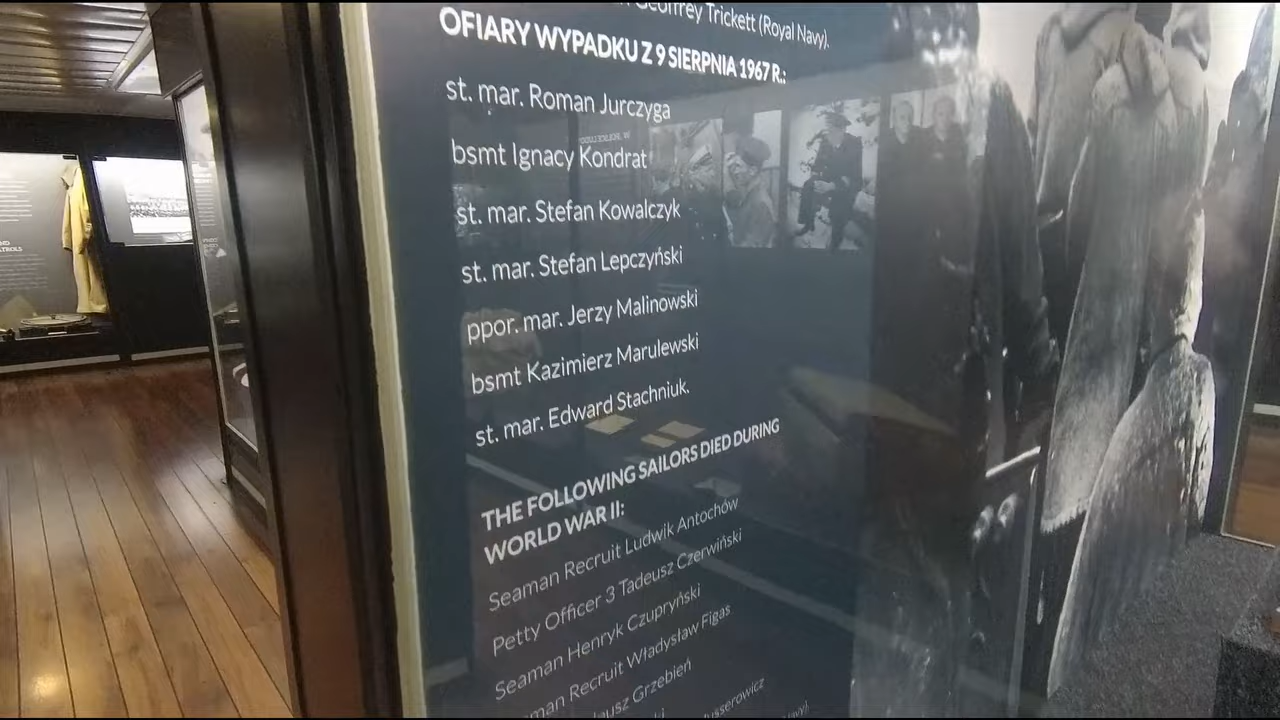 Geoffrey Trickett (Royal Navy).
OFIARY WYPADKU Z 9 SIERPNIA 1967 R.:
st. mar. Roman Jurczyga
bsmt Ignacy Kondrat
st. mar. Stefan Kowalczyk
st. mar. Stefan Lepczyński
ppor. mar. Jerzy Malinowski
bsmt Kazimierz Marulewski
st. mar. Edward Stachniuk.
THE FOLLOWING SAILORS DIED DURING
WORLD WAR II:
Seaman Recruit Ludwik Antochów
Petty Officer 3 Tadeusz Czerwiński
Seaman Henryk Czupryński
Recruit Władysław Figas
Grzebień